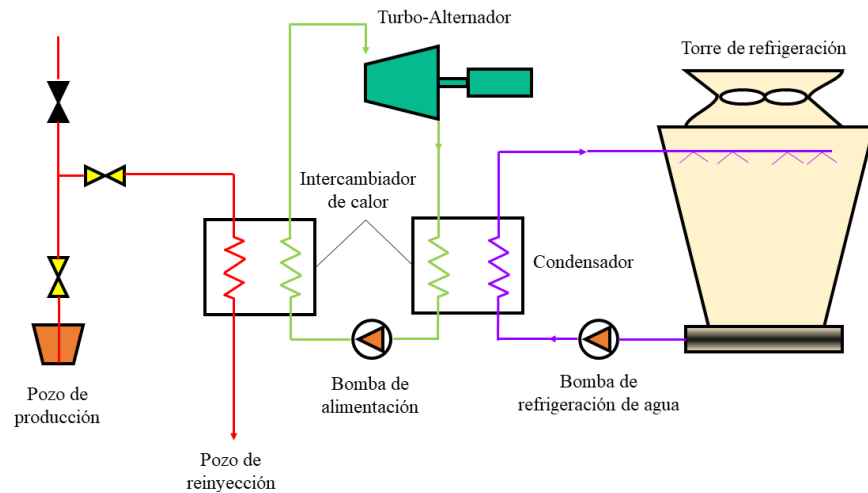 Turbo-Alternador
Torre de refrigeración
Intercambiador
de calor
Condensador
Pozo de
producción
Bomba de
alimentación
Bomba de
refrigeración de agua
Pozo de
reinyección